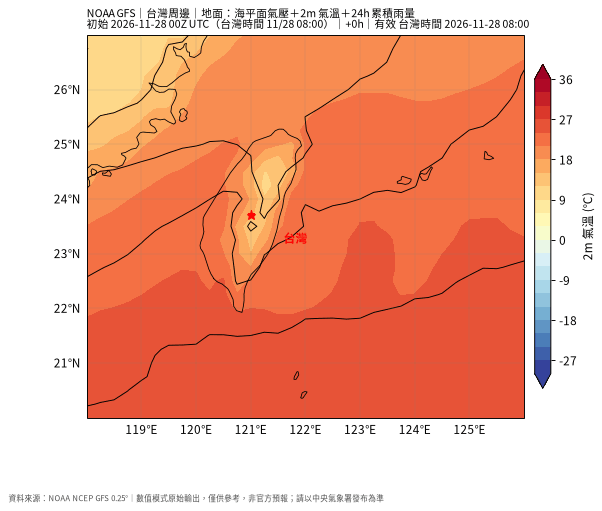 NOAA GFS｜台灣周邊｜地面：海平面氣壓＋2m 氣溫＋24h 累積雨量
初始 2026-11-28 00Z UTC（台灣時間 11/28 08:00）｜+0h｜有效 台灣時間 2026-11-28 08:00
26°N
25°N
24°N
23°N
22°N
21°N
119°E 120°E 121°E 122°E 123°E 124°E 125°E
台灣
36
27
18
9
0
-9
-18
-27
2m 氣溫 (°C)
資料來源：NOAA NCEP GFS 0.25°｜數值模式原始輸出，僅供參考，非官方預報；請以中央氣象署發布為準